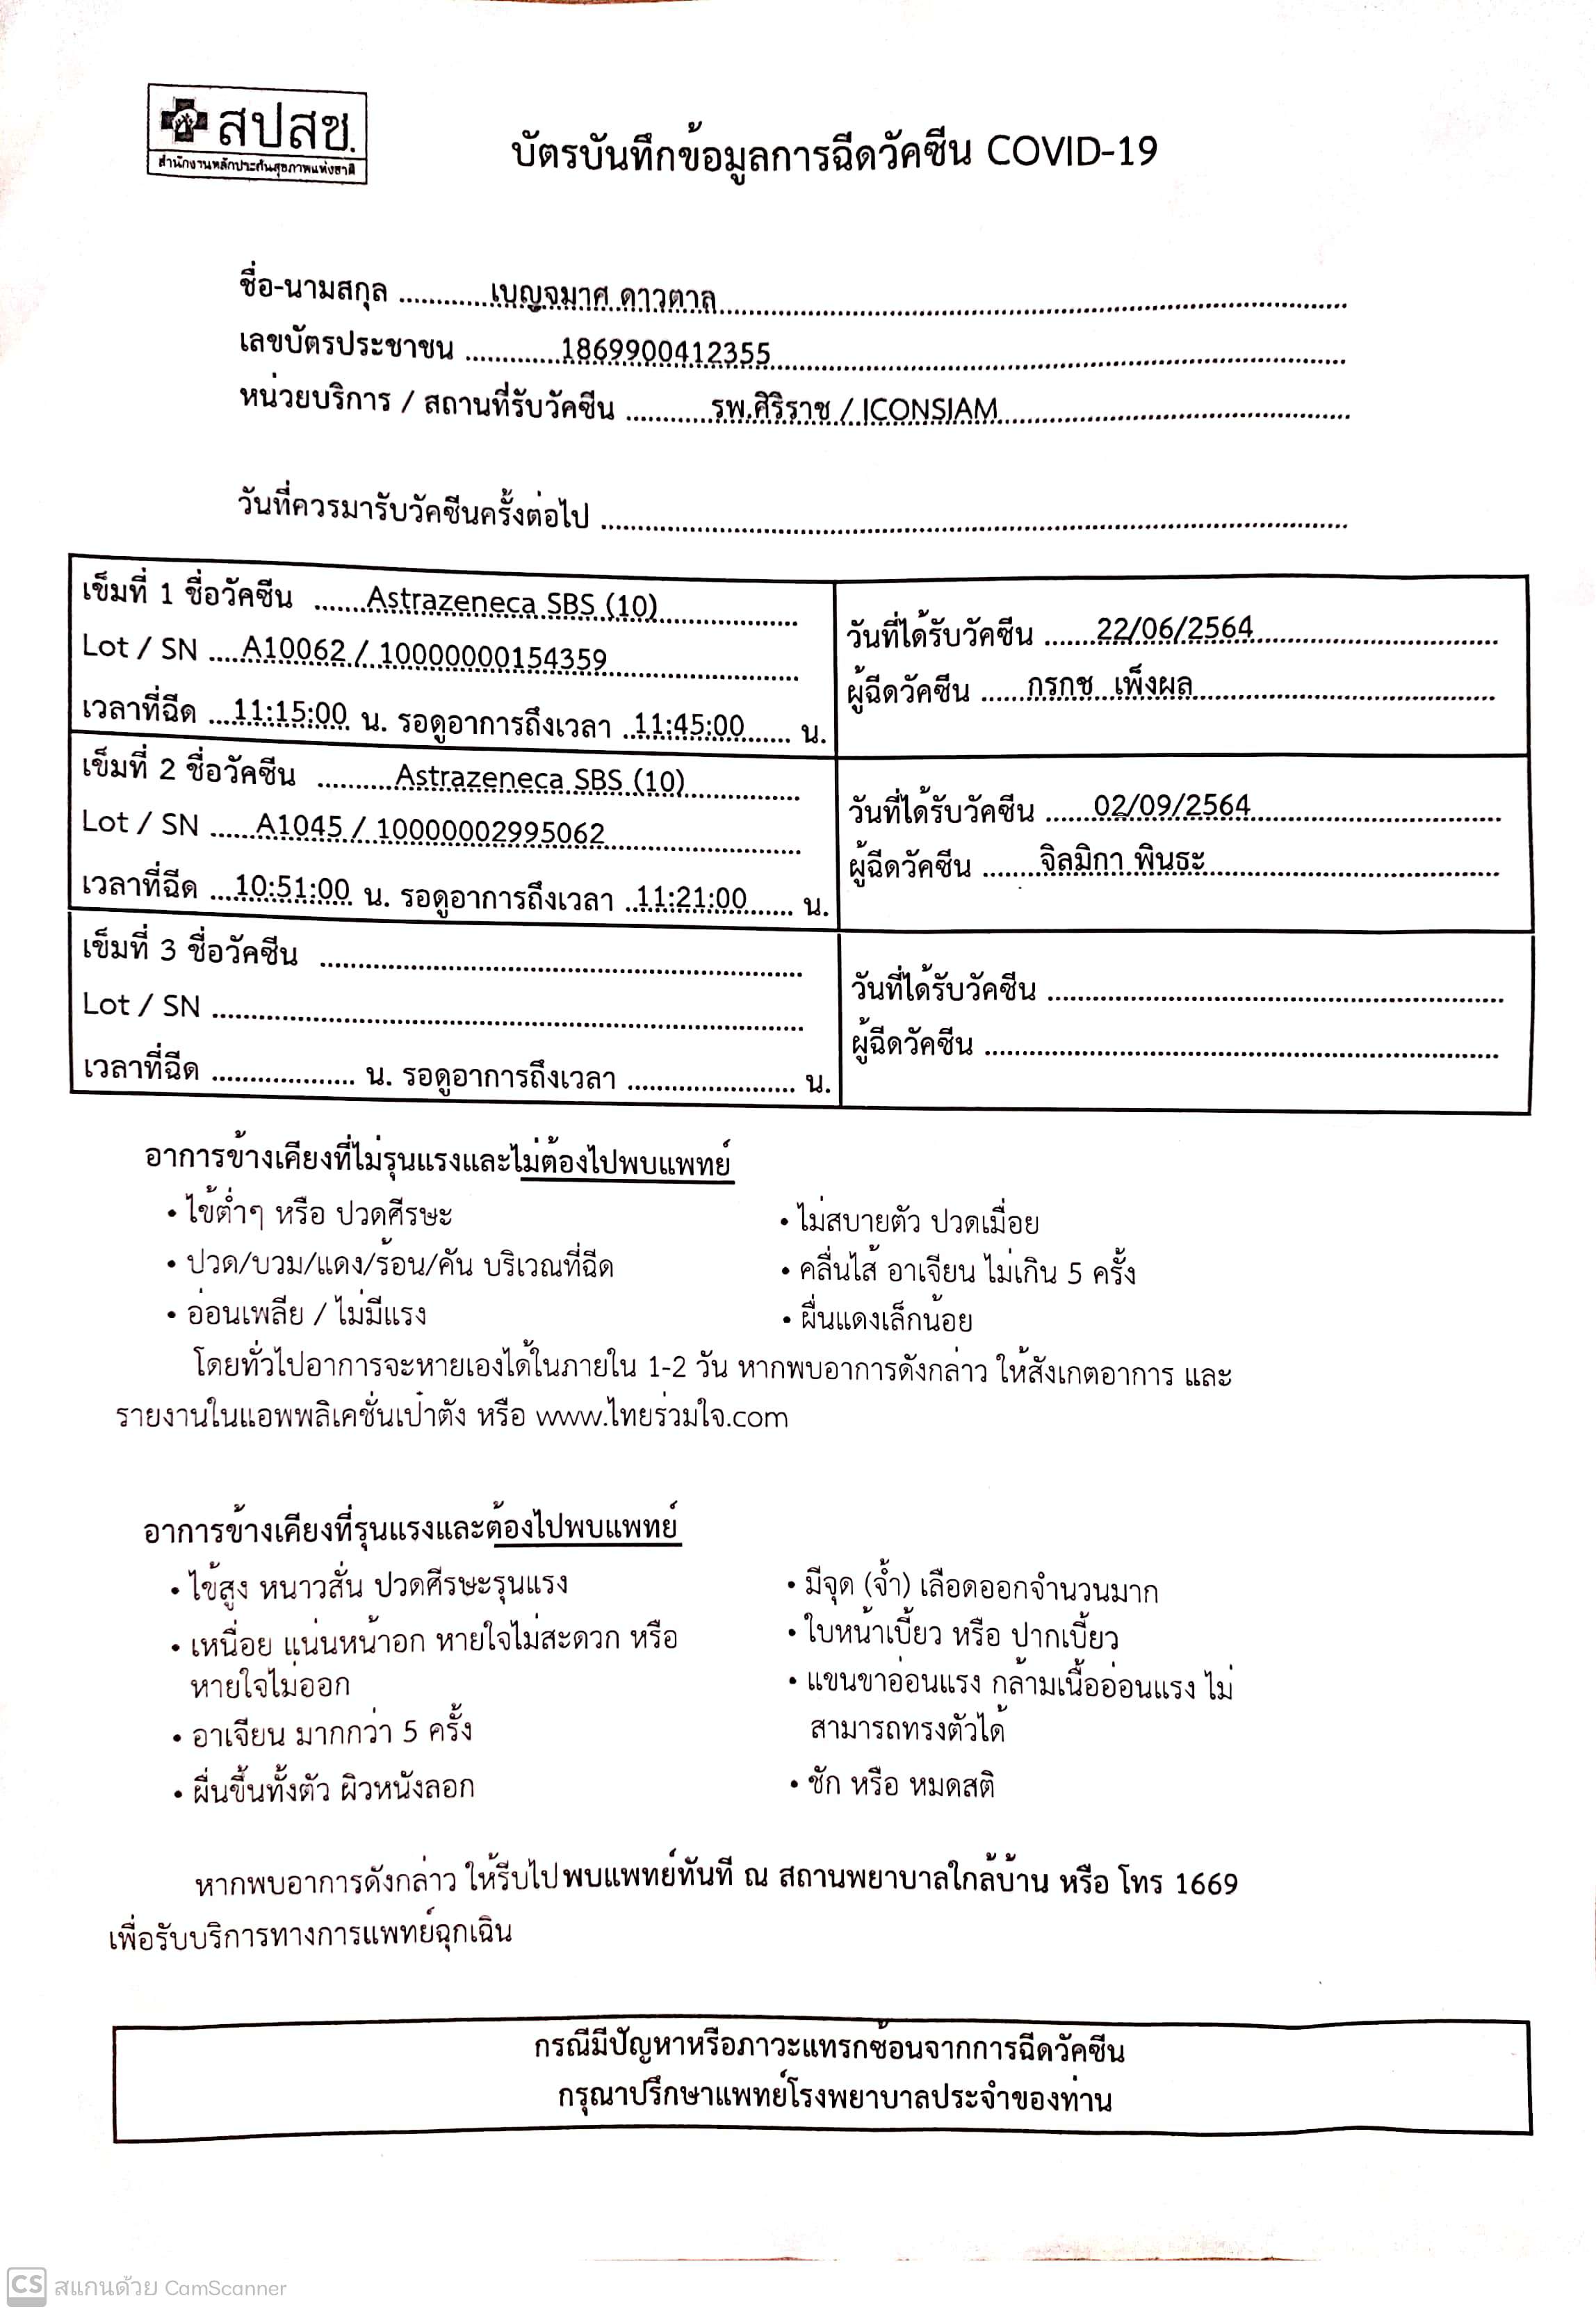 สปสช.
สำนักงานหลักประกันสุขภาพแห่งชาติ
บัตรบันทึกข้อมูลการฉีดวัคซีน COVID-19
ชื่อ-นามสกุล ............เบญจมาศ ดาวตาล............
เลขบัตรประชาชน ............1869900412355............
หน่วยบริการ / สถานที่รับวัคซีน ............รพ.ศิริราช / ICONSIAM............
วันที่ควรมารับวัคซีนครั้งต่อไป ............
เข็มที่ 1 ชื่อวัคซีน .......Astrazeneca SBS (10)............
Lot / SN .....A10062 / 10000000154359............
เวลาที่ฉีด ....11:15:00 น. รอดูอาการถึงเวลา ..11:45:00....... น.
วันที่ได้รับวัคซีน .......22/06/2564............
ผู้ฉีดวัคซีน ......กรกช เพ็งผล............
เข็มที่ 2 ชื่อวัคซีน ............Astrazeneca SBS (10)............
Lot / SN .......A1045 / 10000002995062............
เวลาที่ฉีด ....10:51:00 น. รอดูอาการถึงเวลา ..11:21:00....... น.
วันที่ได้รับวัคซีน .......02/09/2564............
ผู้ฉีดวัคซีน ........จิลมิกา พินธะ............
เข็มที่ 3 ชื่อวัคซีน ............
Lot / SN ............
เวลาที่ฉีด ............ น. รอดูอาการถึงเวลา ............ น.
วันที่ได้รับวัคซีน ............
ผู้ฉีดวัคซีน ............
อาการข้างเคียงที่ไม่รุนแรงและไม่ต้องไปพบแพทย์
• ไข้ต่ำๆ หรือ ปวดศีรษะ
• ปวด/บวม/แดง/ร้อน/คัน บริเวณที่ฉีด
• อ่อนเพลีย / ไม่มีแรง
• ไม่สบายตัว ปวดเมื่อย
• คลื่นไส้ อาเจียน ไม่เกิน 5 ครั้ง
• ผื่นแดงเล็กน้อย
โดยทั่วไปอาการจะหายเองได้ในภายใน 1-2 วัน หากพบอาการดังกล่าว ให้สังเกตอาการ และ
รายงานในแอพพลิเคชั่นเป๋าตัง หรือ www.ไทยร่วมใจ.com
อาการข้างเคียงที่รุนแรงและต้องไปพบแพทย์
• ไข้สูง หนาวสั่น ปวดศีรษะรุนแรง
• เหนื่อย แน่นหน้าอก หายใจไม่สะดวก หรือ
หายใจไม่ออก
• อาเจียน มากกว่า 5 ครั้ง
• ผื่นขึ้นทั้งตัว ผิวหนังลอก
• มีจุด (จ้ำ) เลือดออกจำนวนมาก
• ใบหน้าเบี้ยว หรือ ปากเบี้ยว
• แขนขาอ่อนแรง กล้ามเนื้ออ่อนแรง ไม่
สามารถทรงตัวได้
• ชัก หรือ หมดสติ
หากพบอาการดังกล่าว ให้รีบไปพบแพทย์ทันที ณ สถานพยาบาลใกล้บ้าน หรือ โทร 1669
เพื่อรับบริการทางการแพทย์ฉุกเฉิน
กรณีมีปัญหาหรือภาวะแทรกซ้อนจากการฉีดวัคซีน
กรุณาปรึกษาแพทย์โรงพยาบาลประจำของท่าน
CS สแกนด้วย CamScanner